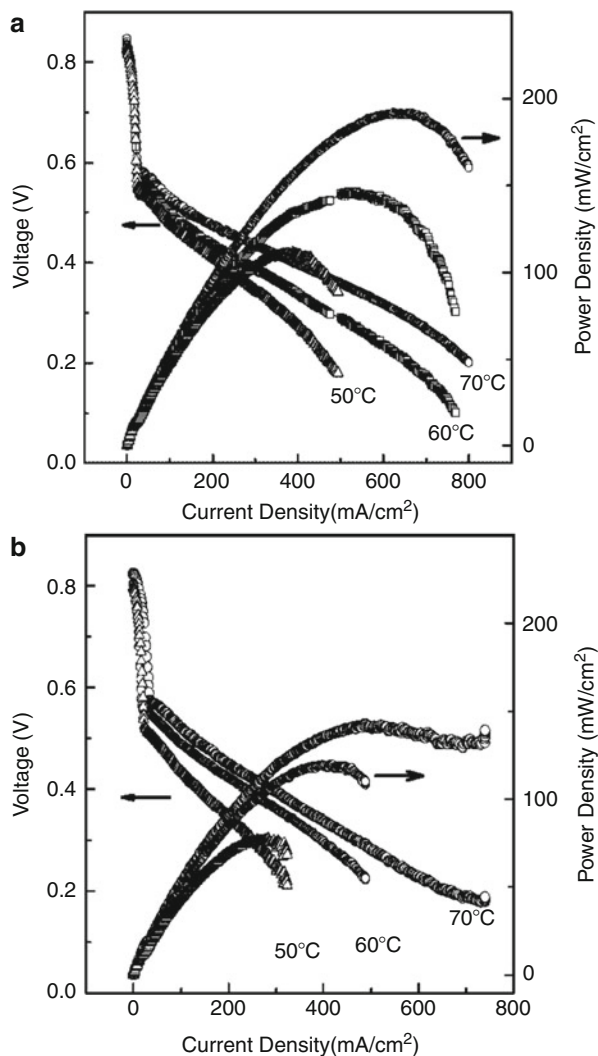 a
0.8
0.6
0.4
0.2
0.0
Voltage (V)
200
100
0
Power Density (mW/cm²)
50°C
60°C
70°C
0
200
400
600
800
Current Density(mA/cm²)
b
0.8
0.6
0.4
0.2
0.0
Voltage (V)
200
100
0
Power Density (mW/cm²)
50°C
60°C
70°C
0
200
400
600
800
Current Density(mA/cm²)